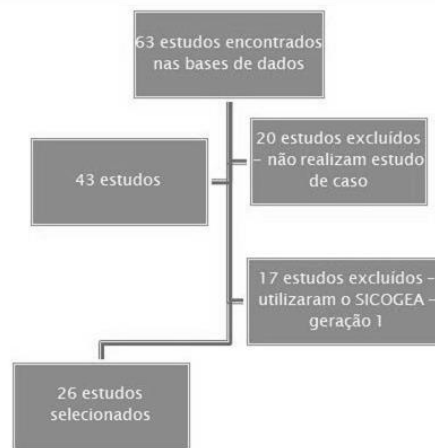 63 estudos encontrados
nas bases de dados
20 estudos excluídos
– não realizam estudo
de caso
43 estudos
17 estudos excluídos –
utilizaram o SICOGEA –
geração 1
26 estudos
selecionados